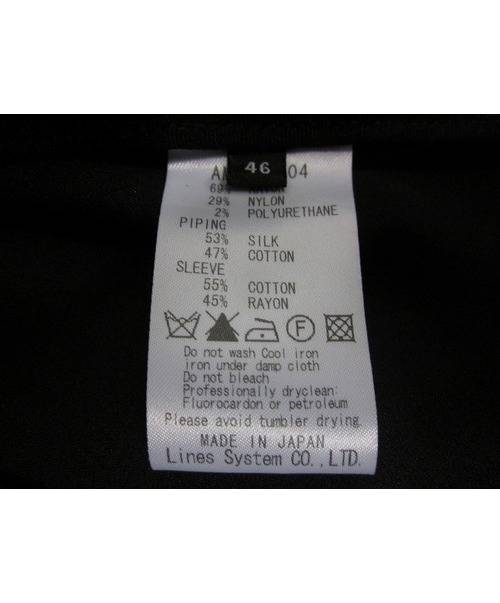 46
04
69%
29% NYLON
2% POLYURETHANE
PIPING
53% SILK
47% COTTON
SLEEVE
55% COTTON
45% RAYON
F
Do not wash Cool iron
iron under damp cloth
Do not bleach
Professionally dryclean:
Fluorocardon or petroleum
Please avoid tumbler drying.
MADE IN JAPAN
Lines System CO.,LTD.